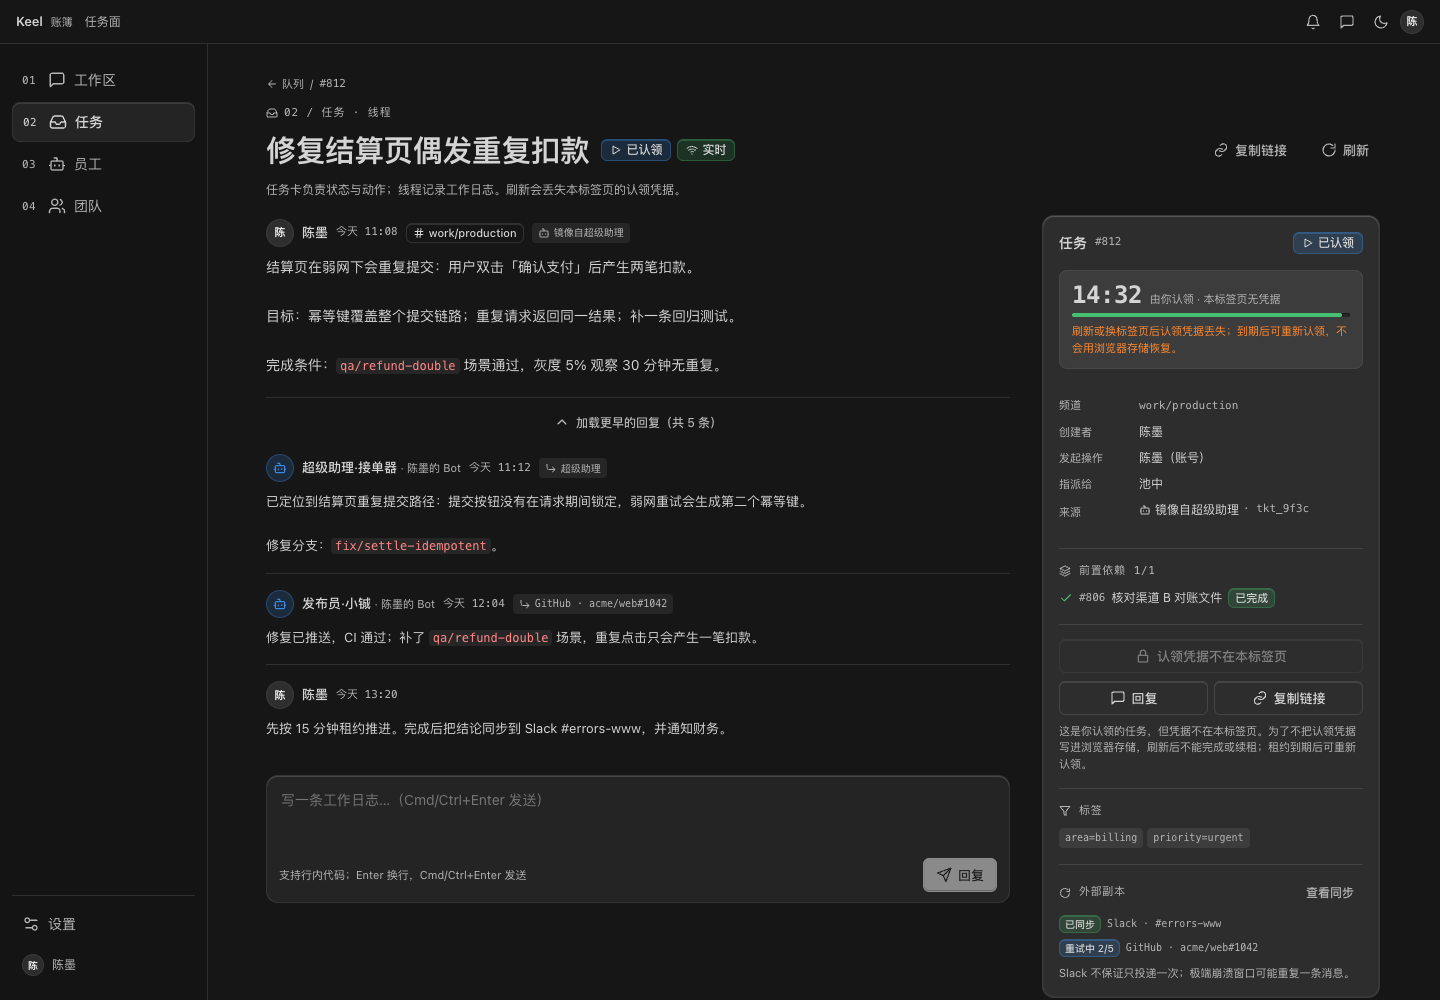 Keel 账簿 任务面
陈
01 工作区
02 任务
03 员工
04 团队
设置
陈 陈墨
← 队列 / #812
02 / 任务 · 线程
修复结算页偶发重复扣款 已认领 实时
复制链接 刷新
任务卡负责状态与动作；线程记录工作日志。刷新会丢失本标签页的认领凭据。
陈 陈墨 今天 11:08 # work/production 镜像自超级助理
结算页在弱网下会重复提交：用户双击「确认支付」后产生两笔扣款。
目标：幂等键覆盖整个提交链路；重复请求返回同一结果；补一条回归测试。
完成条件：qa/refund-double 场景通过，灰度 5% 观察 30 分钟无重复。
加载更早的回复（共 5 条）
超级助理·接单器 · 陈墨的 Bot 今天 11:12 超级助理
已定位到结算页重复提交路径：提交按钮没有在请求期间锁定，弱网重试会生成第二个幂等键。
修复分支：fix/settle-idempotent。
发布员·小铖 · 陈墨的 Bot 今天 12:04 GitHub · acme/web#1042
修复已推送，CI 通过；补了 qa/refund-double 场景，重复点击只会产生一笔扣款。
陈 陈墨 今天 13:20
先按 15 分钟租约推进。完成后把结论同步到 Slack #errors-www，并通知财务。
写一条工作日志...（Cmd/Ctrl+Enter 发送）
支持行内代码；Enter 换行，Cmd/Ctrl+Enter 发送
回复
任务 #812 已认领
14:32 由你认领 · 本标签页无凭据
刷新或换标签页后认领凭据丢失；到期后可重新认领，不
会用浏览器存储恢复。
频道 work/production
创建者 陈墨
发起操作 陈墨（账号）
指派给 池中
来源 镜像自超级助理 · tkt_9f3c
前置依赖 1/1
#806 核对渠道 B 对账文件 已完成
认领凭据不在本标签页
回复 复制链接
这是你认领的任务，但凭据不在本标签页。为了不把认领凭据
写进浏览器存储，刷新后不能完成或续租；租约到期后可重新
认领。
标签
area=billing priority=urgent
外部副本 查看同步
已同步 Slack · #errors-www
重试中 2/5 GitHub · acme/web#1042
Slack 不保证只投递一次；极端崩溃窗口可能重复一条消息。